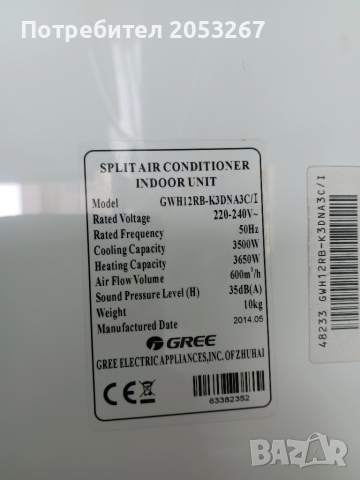 Потребител 2053267
SPLIT AIR CONDITIONER
INDOOR UNIT
Model GWH12RB-K3DNA3C/I
Rated Voltage 220-240V~
Rated Frequency 50Hz
Cooling Capacity 3500W
Heating Capacity 3650W
Air Flow Volume 600m³/h
Sound Pressure Level (H) 35dB(A)
Weight 10kg
Manufactured Date 2014.05
GREE
GREE ELECTRIC APPLIANCES,INC. OF ZHUHAI
CE
63382352
48233 GWH12RB-K3DNA3C/I
BAZAR